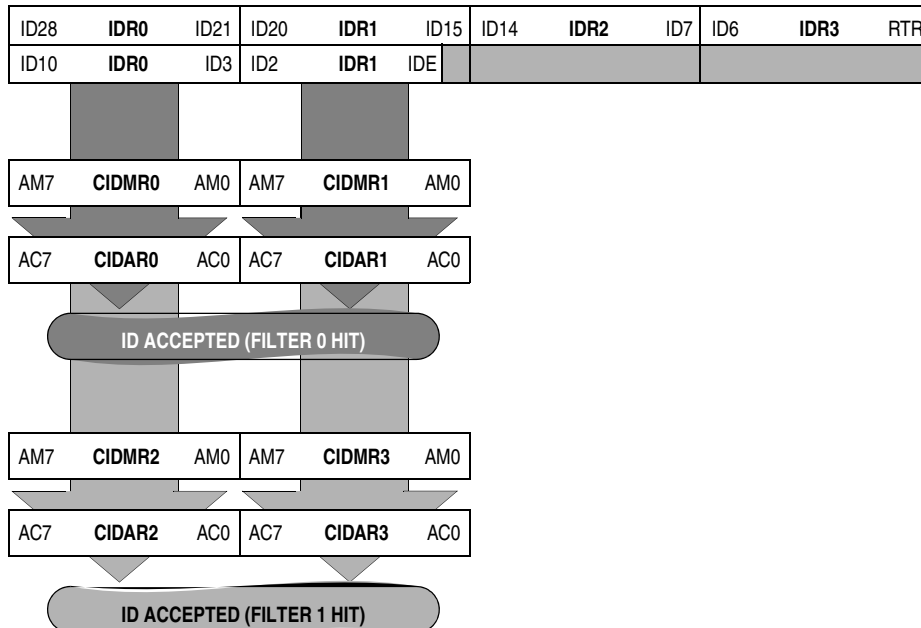 ID28 IDR0 ID21 ID20 IDR1 ID15 ID14 IDR2 ID7 ID6 IDR3 RTR
ID10 IDR0 ID3 ID2 IDR1 IDE
AM7 CIDMR0 AM0 AM7 CIDMR1 AM0
AC7 CIDAR0 AC0 AC7 CIDAR1 AC0
ID ACCEPTED (FILTER 0 HIT)
AM7 CIDMR2 AM0 AM7 CIDMR3 AM0
AC7 CIDAR2 AC0 AC7 CIDAR3 AC0
ID ACCEPTED (FILTER 1 HIT)